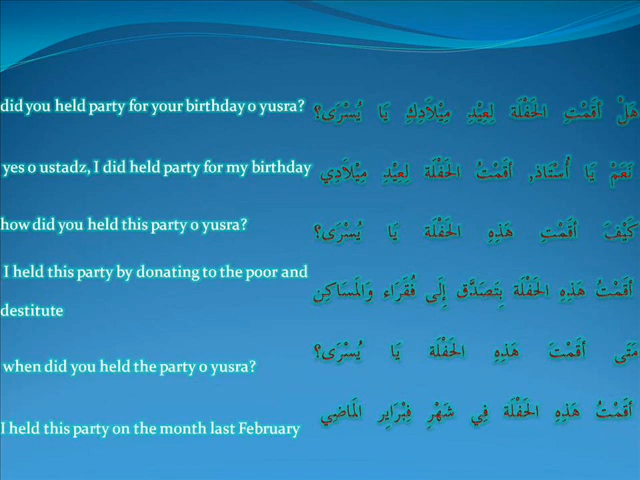 did you held party for your birthday o yusra?
هَلْ أَقَمْتِ الحَفْلَة لِعِيْدِ مِيْلَادِكِ يَا يُسْرَى؟
yes o ustadz, I did held party for my birthday
نَعَمْ يَا أُسْتَاذ, أَقَمْتُ الحَفْلَة لِعِيْدِ مِيْلَادِي
how did you held this party o yusra?
كَيْفَ أَقَمْتِ هَذِهِ الحَفْلَة يَا يُسْرَى؟
I held this party by donating to the poor and
destitute
أَقَمْتُ هَذِهِ الحَفْلَة بِتَصَدَّق إِلَى فُقَرَاء وَالمَسَاكِن
when did you held the party o yusra?
مَتَى أَقَمْتَ هَذِهِ الحَفْلَة يَا يُسْرَى؟
I held this party on the month last February
أَقَمْتُ هَذِهِ الحَفْلَة فِي شَهْرِ فِبْرَايِر المَاضِي